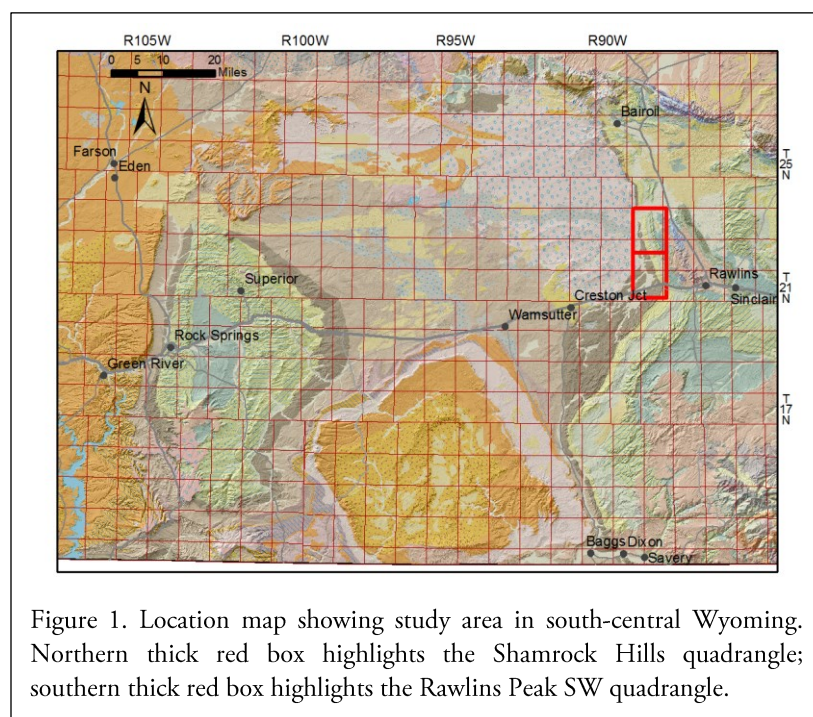 R105W R100W R95W R90W
0 5 10 20
Miles
N
Bairoil
T
25
N
Farson
Eden
Superior
Rawlins
T
21
N
Sinclair
Creston Jct
Wamsutter
Rock Springs
Green River
T
17
N
Baggs Dixon
Savery
Figure 1. Location map showing study area in south-central Wyoming.
Northern thick red box highlights the Shamrock Hills quadrangle;
southern thick red box highlights the Rawlins Peak SW quadrangle.